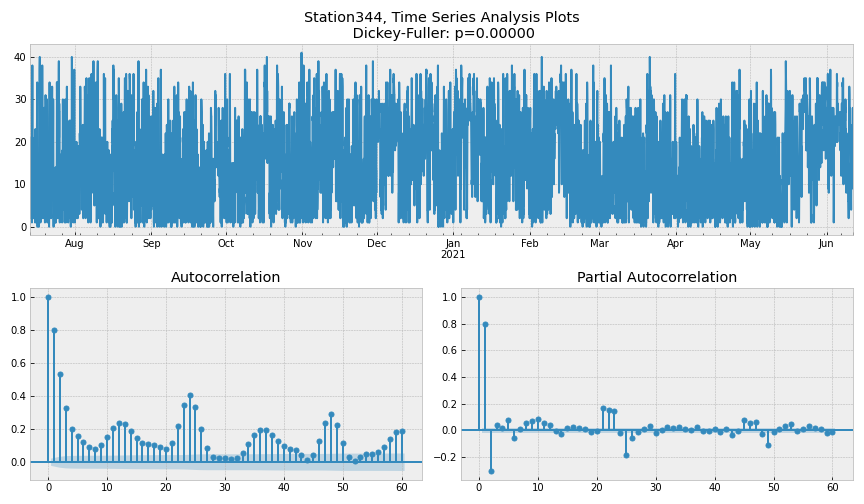 Station344, Time Series Analysis Plots
Dickey-Fuller: p=0.00000
40
30
20
10
0
Aug Sep Oct Nov Dec Jan Feb Mar Apr May Jun
2021
Autocorrelation Partial Autocorrelation
1.0 1.0
0.8 0.8
0.6 0.6
0.4 0.4
0.2 0.2
0.0 0.0
−0.2
0 10 20 30 40 50 60 0 10 20 30 40 50 60